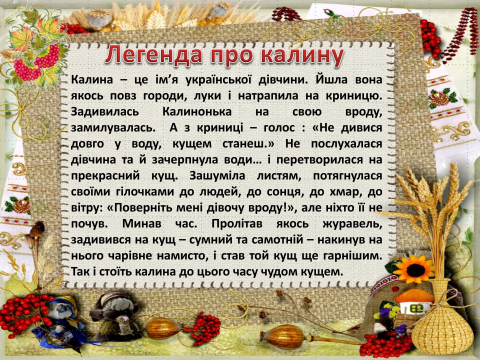 Легенда про калину
Калина – це ім’я української дівчини. Йшла вона
якось повз городи, луки і натрапила на криницю.
Задивилась Калинонька на свою вроду,
замилувалась. А з криниці – голос : «Не дивися
довго у воду, кущем станеш.» Не послухалася
дівчина та й зачерпнула води… і перетворилася на
прекрасний кущ. Зашуміла листям, потягнулася
своїми гілочками до людей, до сонця, до хмар, до
вітру: «Поверніть мені дівочу вроду!», але ніхто її не
почув. Минав час. Пролітав якось журавель,
задивився на кущ – сумний та самотній – накинув на
нього чарівне намисто, і став той кущ ще гарнішим.
Так і стоїть калина до цього часу чудом кущем.